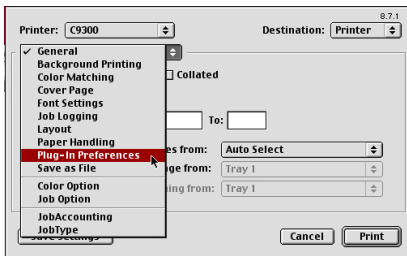 8.7.1
Printer: C9300 Destination: Printer
✓ General
Background Printing
Color Matching
Collated
Cover Page
Font Settings
Job Logging
To:
Layout
Paper Handling
Plug-In Preferences
es from: Auto Select
Save as File
ge from: Tray 1
Color Option
ing from: Tray 1
Job Option
JobAccounting
JobType
Save Settings
Cancel Print